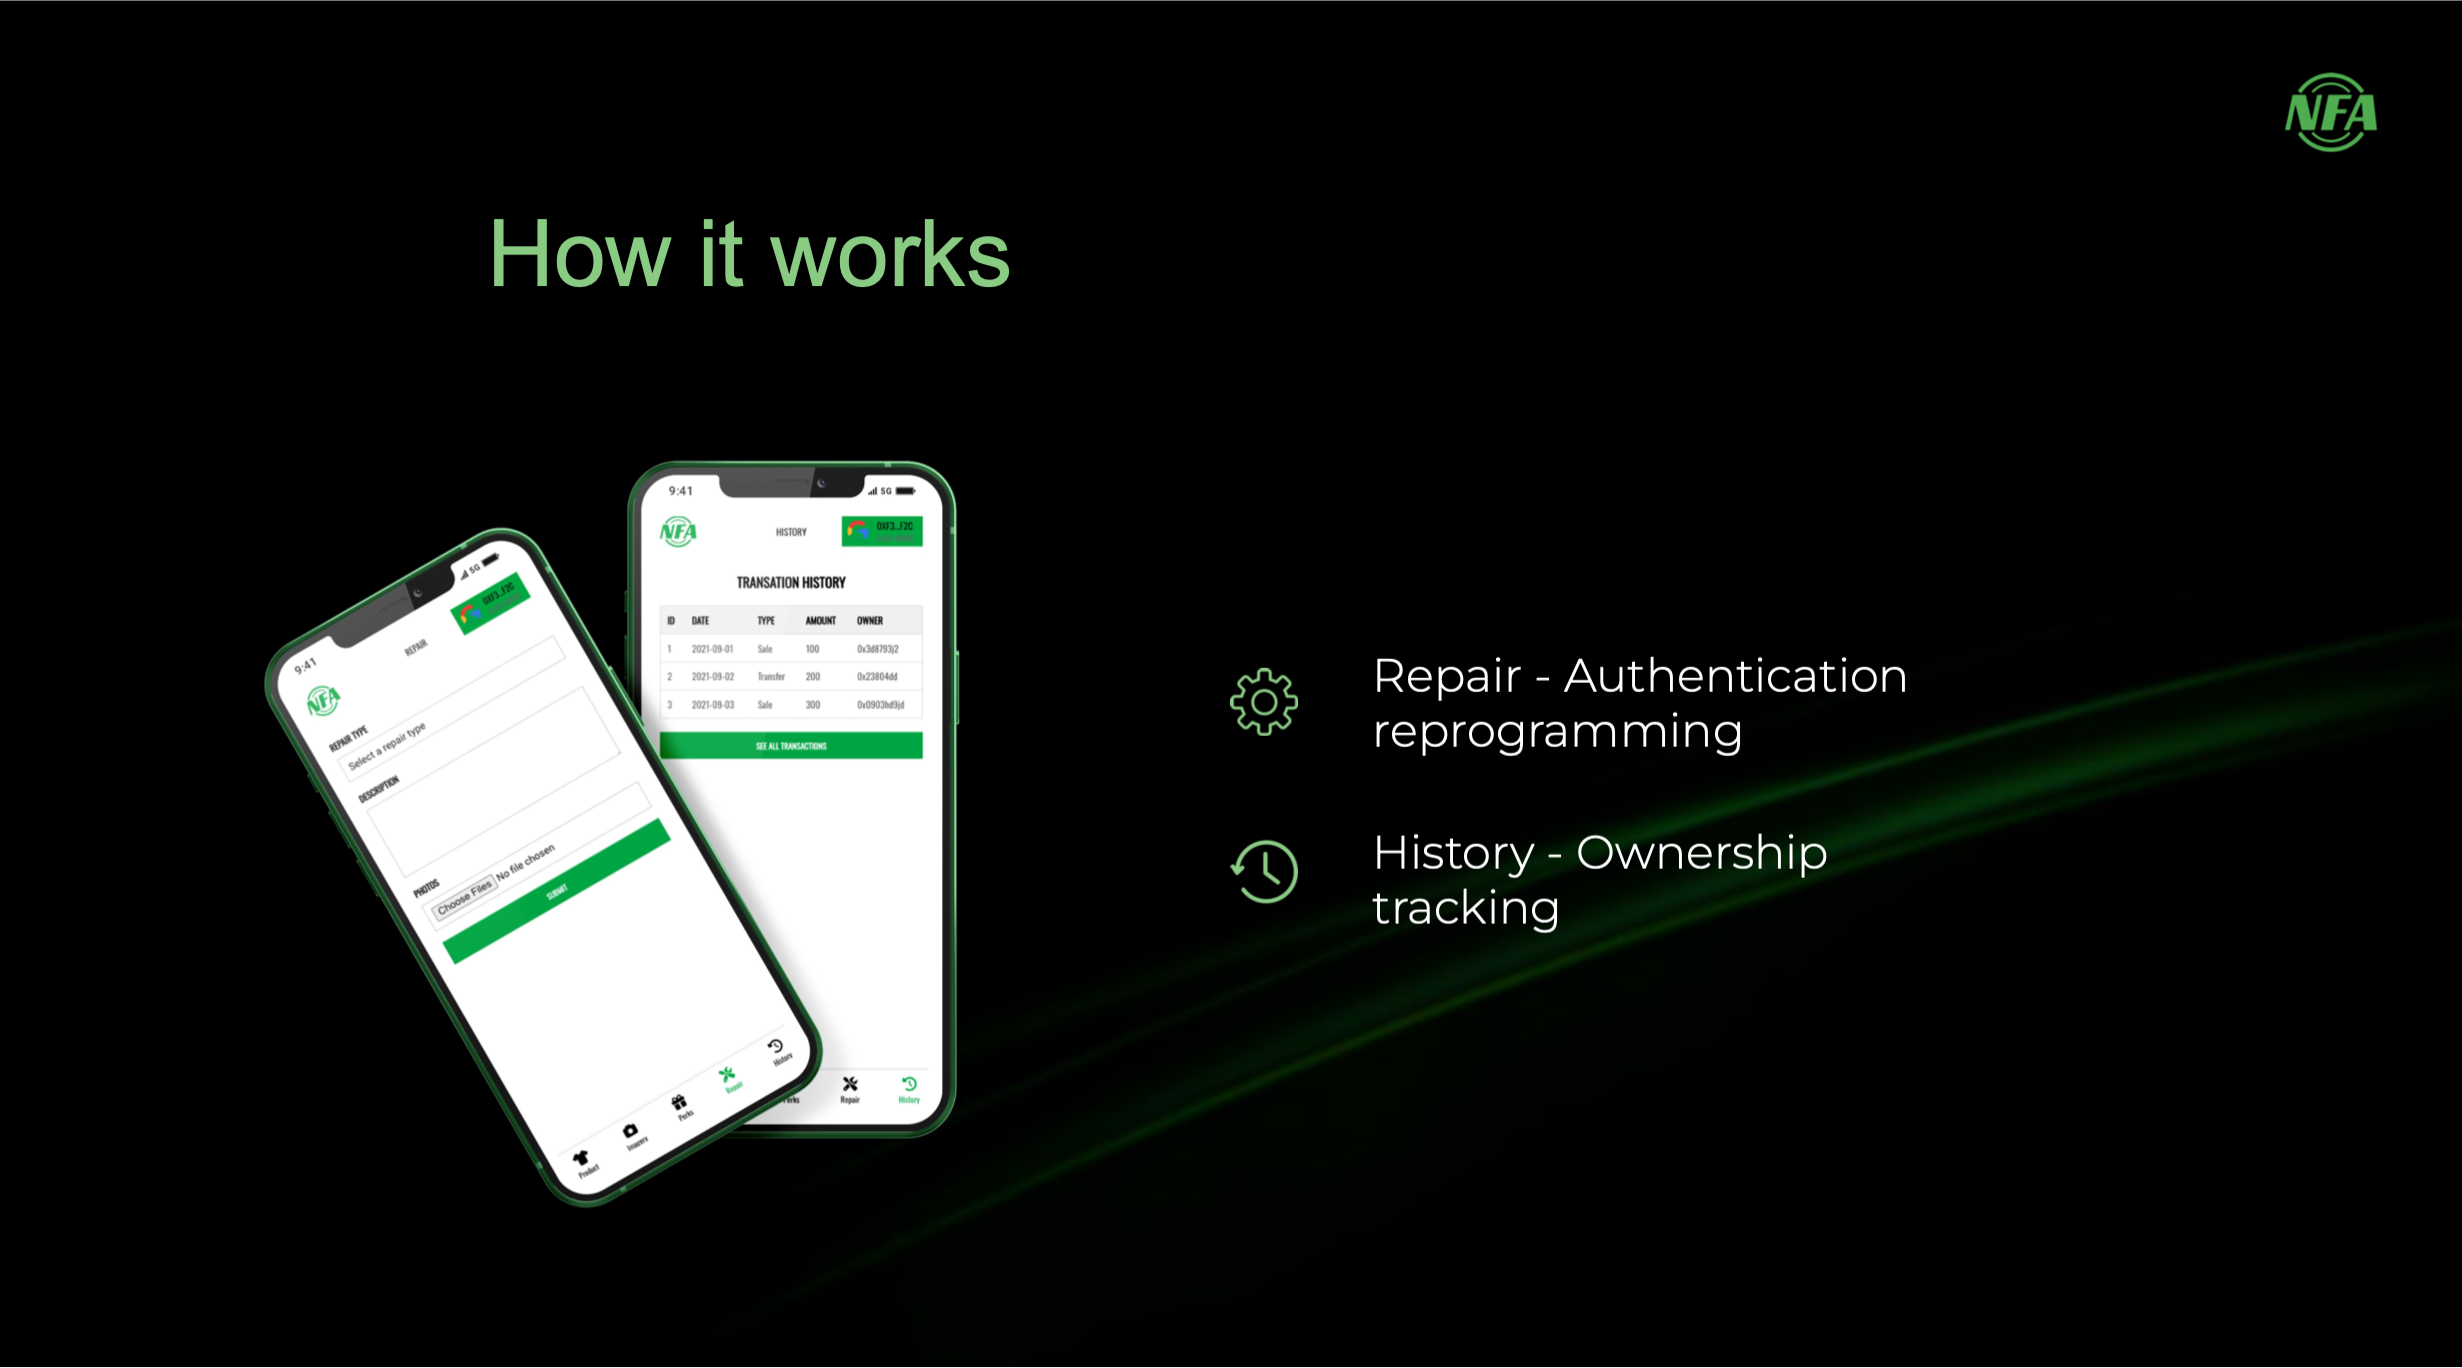 NFA
How it works
9:41
5G
0XF3...F2C
REPAIR
NFA
REPAIR TYPE
Select a repair type
DESCRIPTION
PHOTOS
Choose Files No file chosen
SUBMIT
Product
Imagery
Perks
Repair
History
9:41
5G
NFA
HISTORY
0XF3...F2C
TRANSATION HISTORY
ID DATE TYPE AMOUNT OWNER
1 2021-09-01 Sale 100 0x3d8793j2
2 2021-09-02 Transfer 200 0x23804dd
3 2021-09-03 Sale 300 0x0903hd9jd
SEE ALL TRANSACTIONS
Repair
History
Repair - Authentication
reprogramming
History - Ownership
tracking